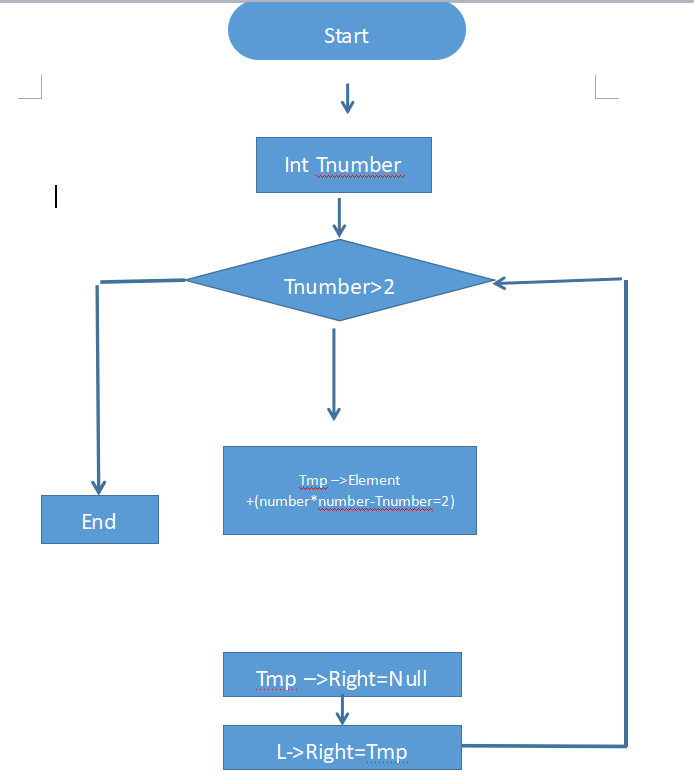 Start
Int Tnumber
Tnumber>2
Tmp –>Element
+(number*number-Tnumber=2)
End
Tmp –>Right=Null
L->Right=Tmp